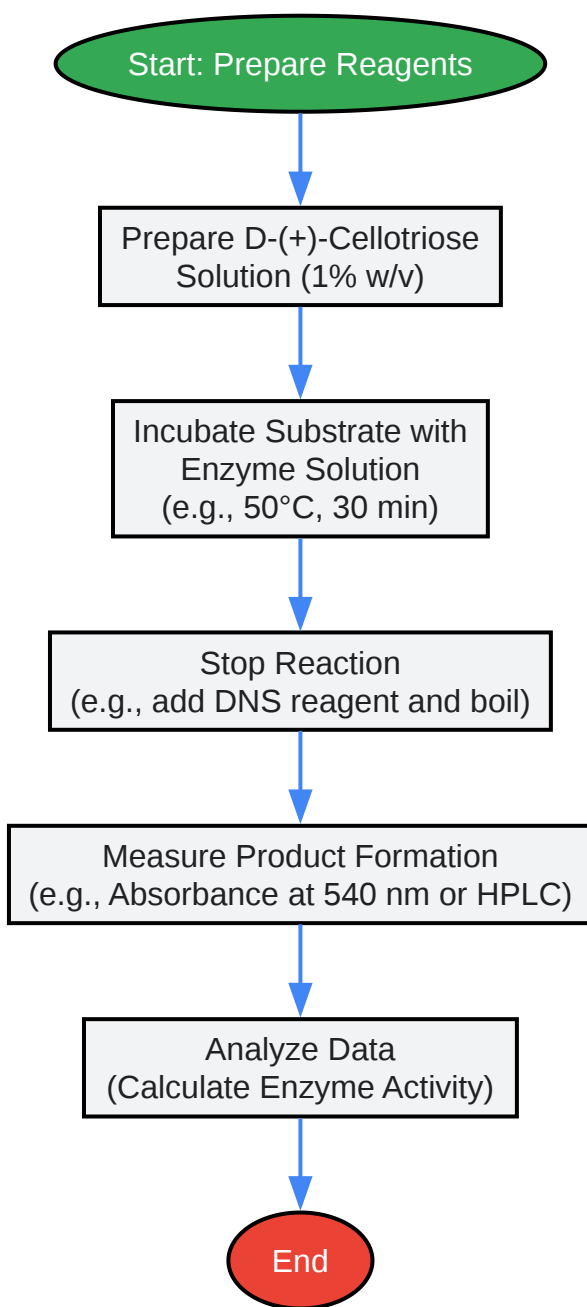 Start: Prepare Reagents
Prepare D-(+)-Cellotriose
Solution (1% w/v)
Incubate Substrate with
Enzyme Solution
(e.g., 50°C, 30 min)
Stop Reaction
(e.g., add DNS reagent and boil)
Measure Product Formation
(e.g., Absorbance at 540 nm or HPLC)
Analyze Data
(Calculate Enzyme Activity)
End